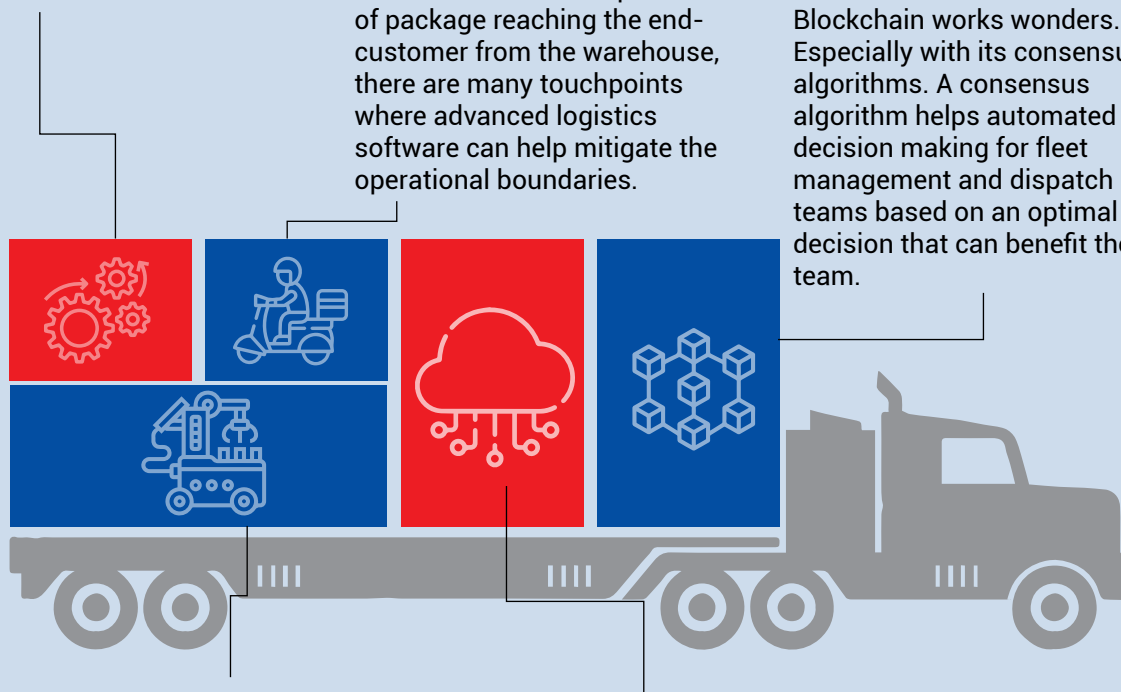 of package reaching the end-
customer from the warehouse,
there are many touchpoints
where advanced logistics
software can help mitigate the
operational boundaries.
Blockchain works wonders.
Especially with its consensu
algorithms. A consensus
algorithm helps automated
decision making for fleet
management and dispatch
teams based on an optimal
decision that can benefit the
team.